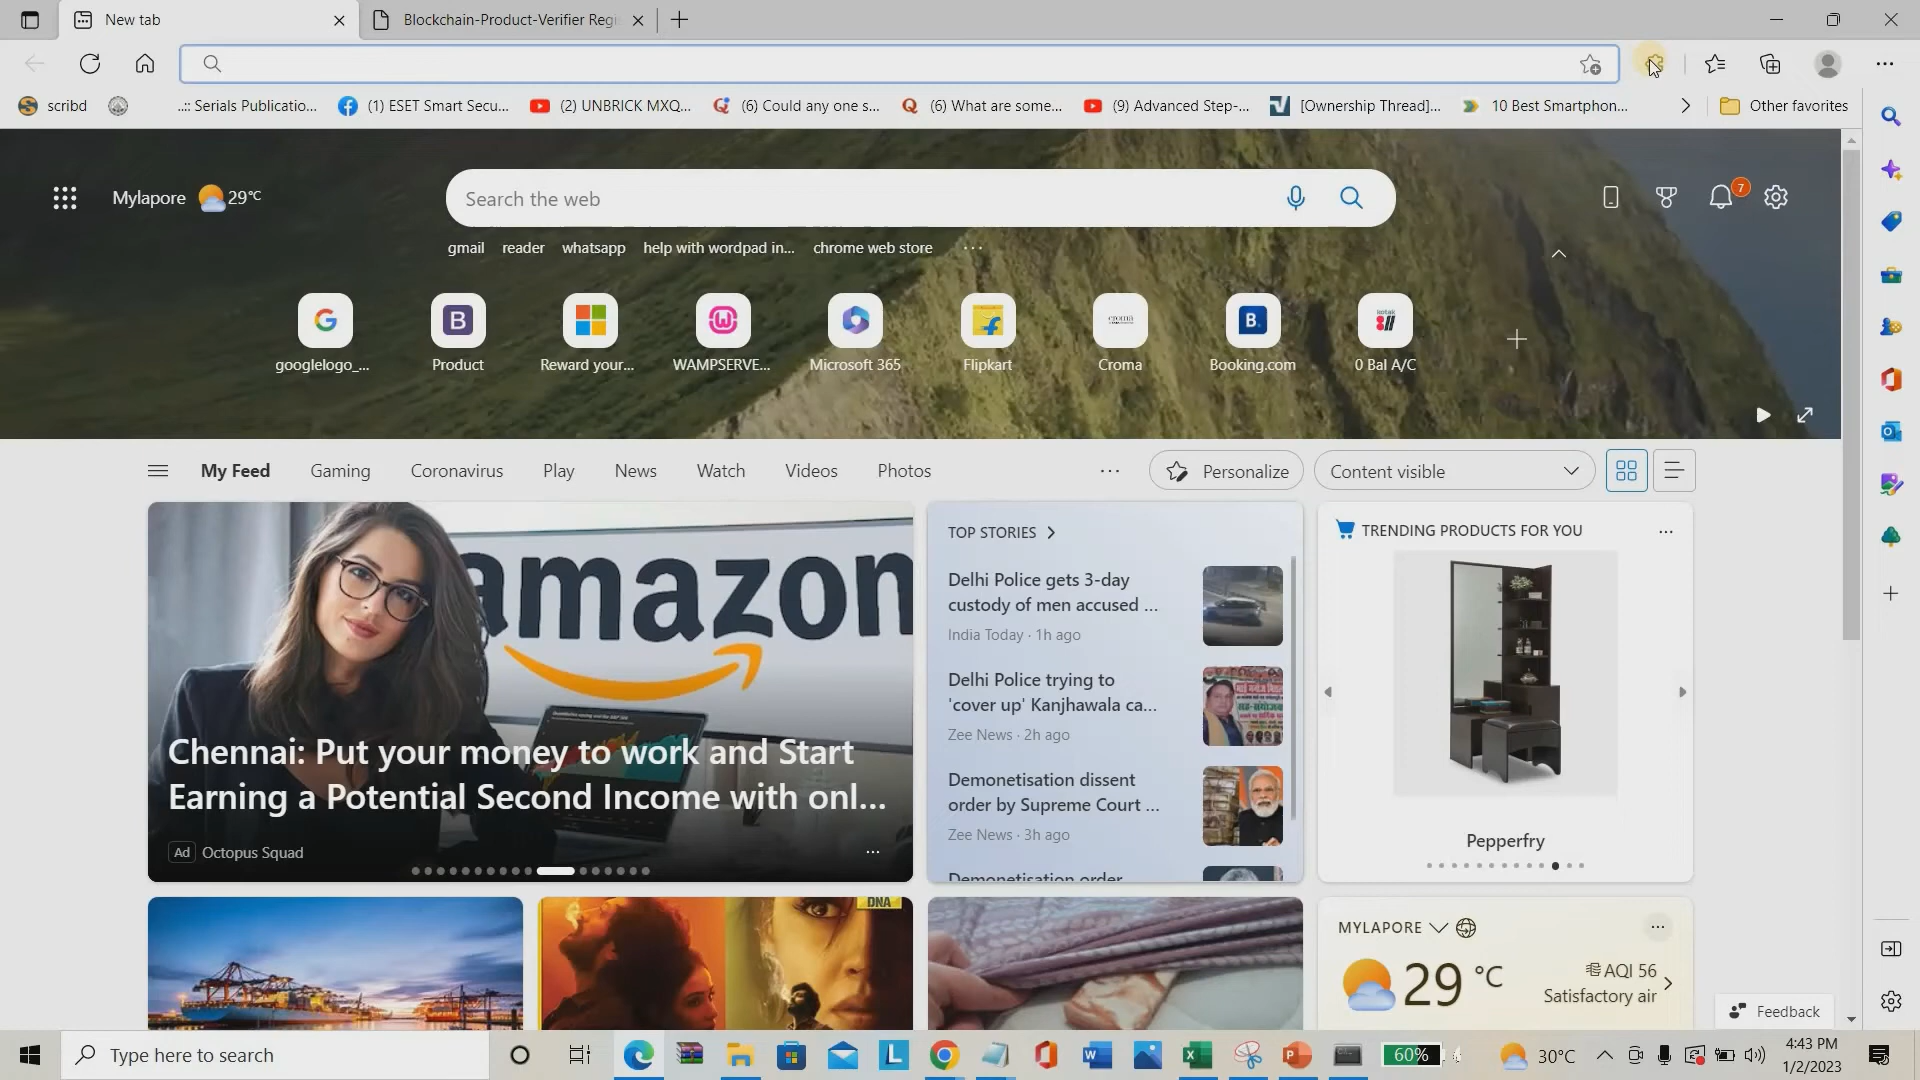 New tab
Blockchain-Product-Verifier Regi
scribd
..:: Serials Publicatio...
(1) ESET Smart Secu...
(2) UNBRICK MXQ...
(6) Could any one s...
(6) What are some...
(9) Advanced Step-...
[Ownership Thread]...
10 Best Smartphon...
Other favorites
Mylapore
29°C
Search the web
7
gmail
reader
whatsapp
help with wordpad in...
chrome web store
B
B.
kotak
croma
googlelogo_...
Product
Reward your...
WAMPSERVE...
Microsoft 365
Flipkart
Croma
Booking.com
0 Bal A/C
My Feed
Gaming
Coronavirus
Play
News
Watch
Videos
Photos
Personalize
Content visible
amazon
Chennai: Put your money to work and Start
Earning a Potential Second Income with onl...
Ad
Octopus Squad
TOP STORIES
Delhi Police gets 3-day
custody of men accused ...
India Today · 1h ago
Delhi Police trying to
'cover up' Kanjhawala ca...
Zee News · 2h ago
Demonetisation dissent
order by Supreme Court ...
Zee News · 3h ago
Demonetisation order
TRENDING PRODUCTS FOR YOU
Pepperfry
DNA
MYLAPORE
29 °C
AQI 56
Satisfactory air
Feedback
Type here to search
60%
30°C
4:43 PM
1/2/2023